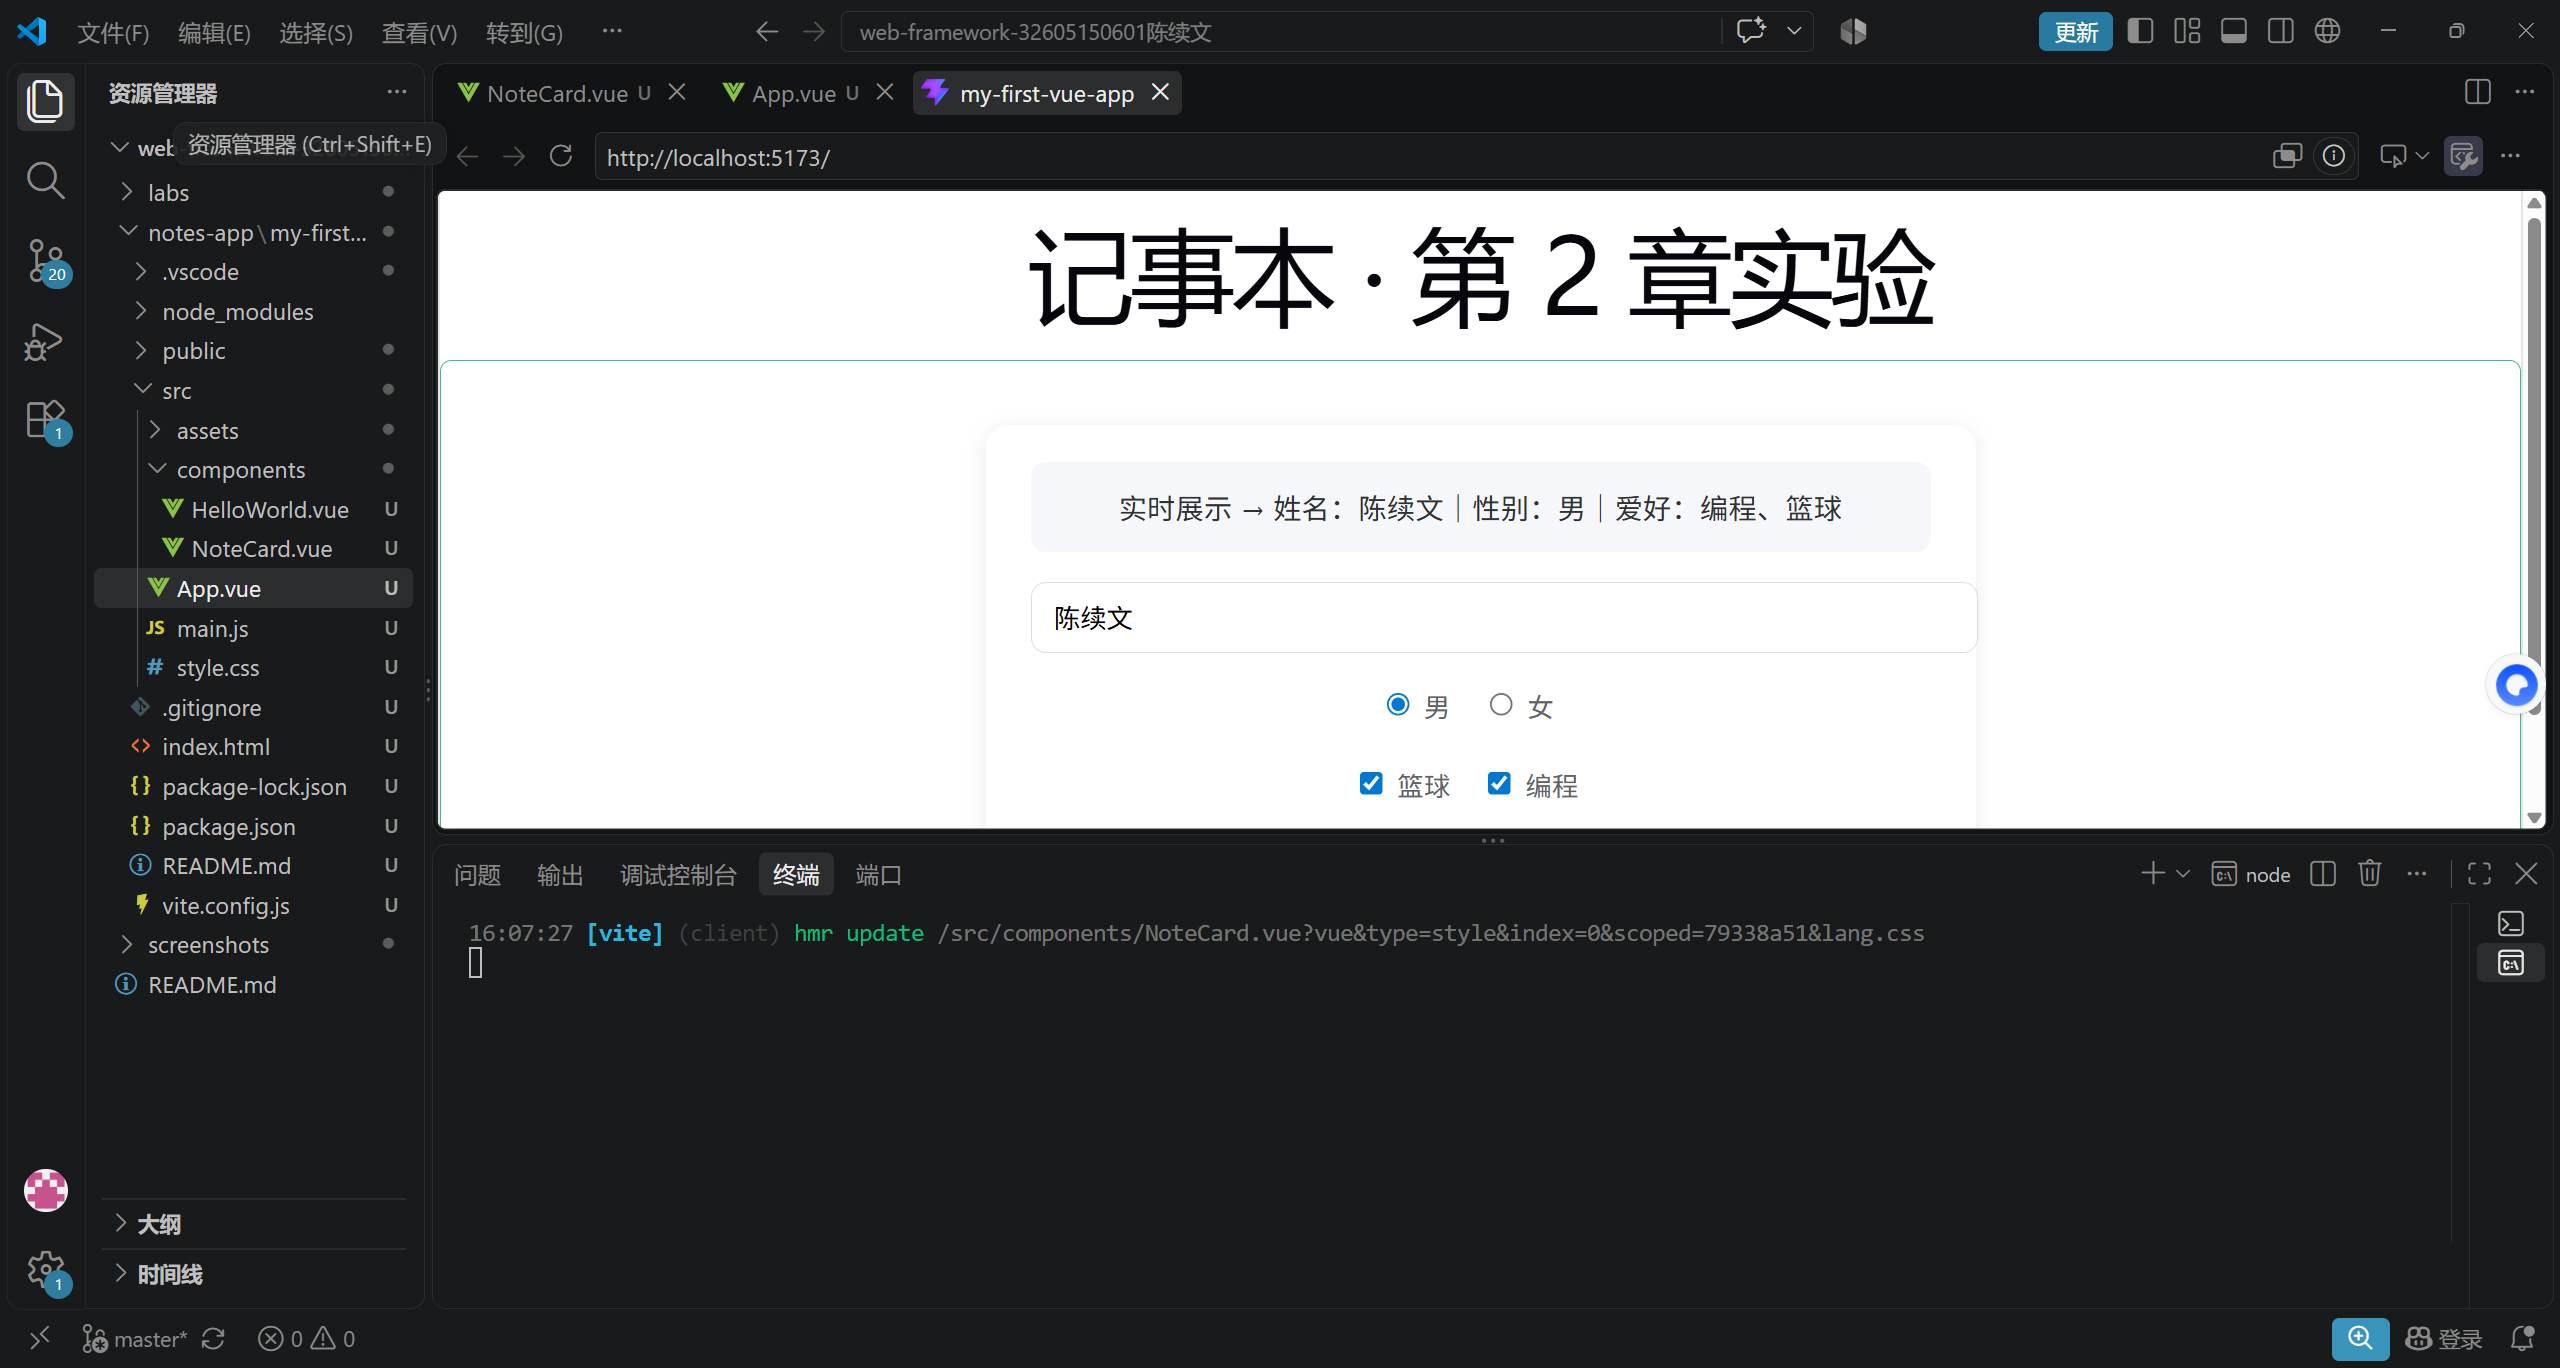 文件(F) 编辑(E) 选择(S) 查看(V) 转到(G) ··· web-framework-32605150601陈续文 更新
资源管理器 ···
资源管理器 (Ctrl+Shift+E)
web
labs
notes-app\my-first...
.vscode
node_modules
public
src
assets
components
HelloWorld.vue U
NoteCard.vue U
App.vue U
main.js U
style.css U
.gitignore U
index.html U
package-lock.json U
package.json U
README.md U
vite.config.js U
screenshots
README.md
大纲
时间线
20
1
1
NoteCard.vue U App.vue U my-first-vue-app
http://localhost:5173/
记事本 · 第 2 章实验
实时展示 → 姓名：陈续文｜性别：男｜爱好：编程、篮球
陈续文
男 女
篮球 编程
问题 输出 调试控制台 终端 端口 node
16:07:27 [vite] (client) hmr update /src/components/NoteCard.vue?vue&type=style&index=0&scoped=79338a51&lang.css
master* 0 0 登录